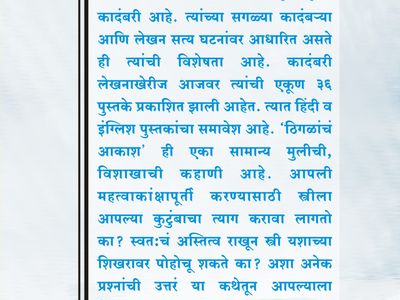 कादंबरी आहे. त्यांच्या सगळ्या कादंबऱ्या
आणि लेखन सत्य घटनांवर आधारित असते
ही त्यांची विशेषता आहे. कादंबरी
लेखनाखेरीज आजवर त्यांची एकूण ३६
पुस्तके प्रकाशित झाली आहेत. त्यात हिंदी व
इंग्लिश पुस्तकांचा समावेश आहे. ‘ठिगळांचं
आकाश’ ही एका सामान्य मुलीची,
विशाखाची कहाणी आहे. आपली
महत्वाकांक्षापूर्ती करण्यासाठी स्त्रीला
आपल्या कुटुंबाचा त्याग करावा लागतो
का? स्वत:चं अस्तित्व राखून स्त्री यशाच्या
शिखरावर पोहोचू शकते का? अशा अनेक
प्रश्नांची उत्तरं या कथेतून आपल्याला